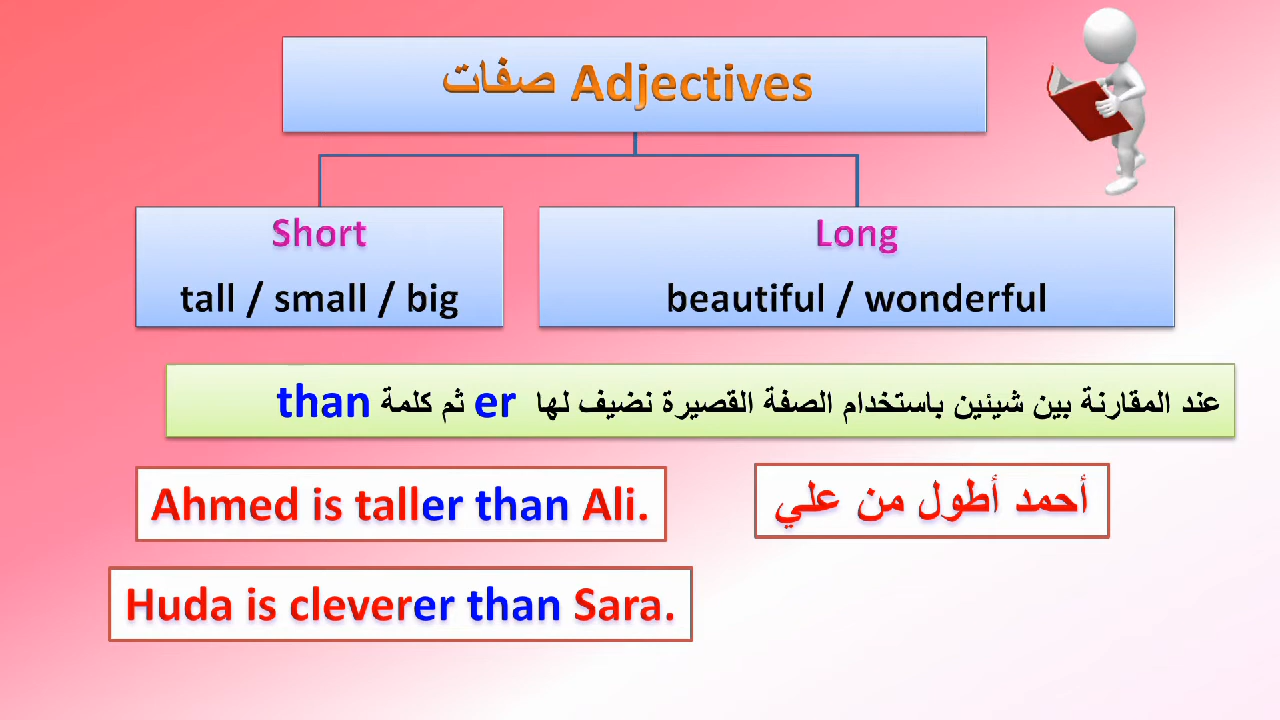 صفات Adjectives
Short
tall / small / big
Long
beautiful / wonderful
عند المقارنة بين شيئين باستخدام الصفة القصيرة نضيف لها er ثم كلمة than
Ahmed is taller than Ali.
أحمد أطول من علي
Huda is cleverer than Sara.